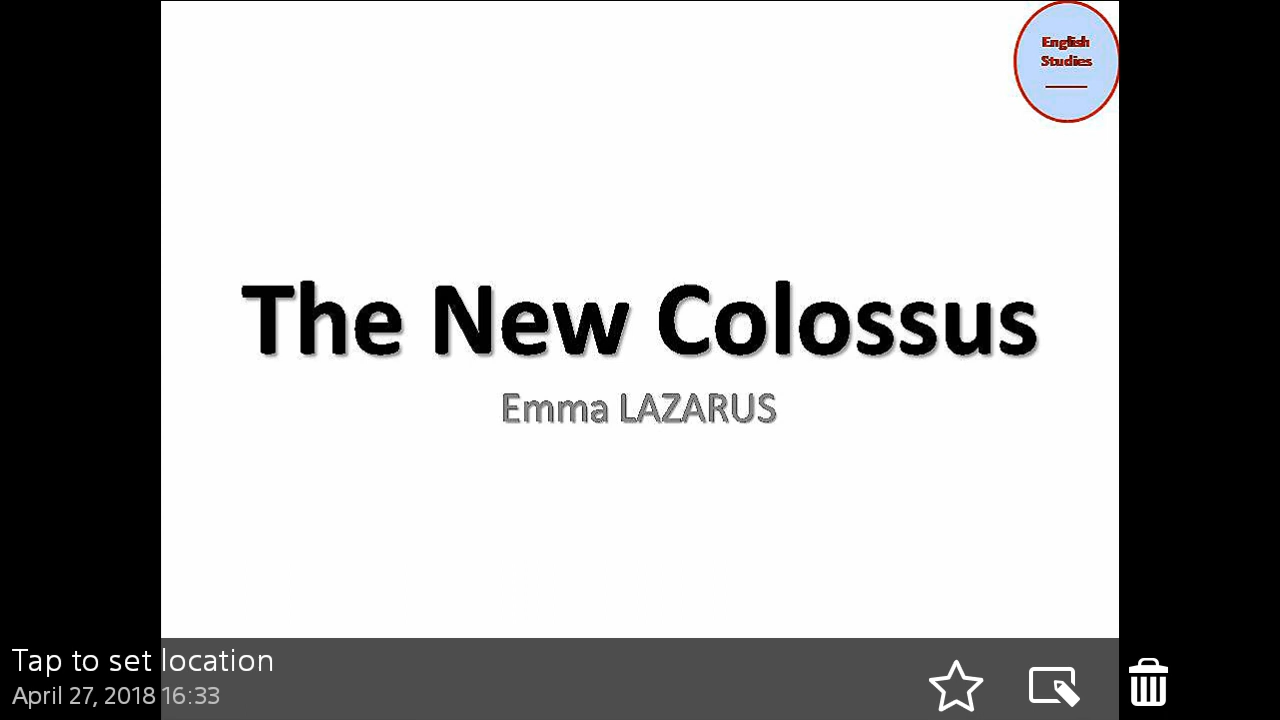 English
Studies
The New Colossus
Emma LAZARUS
Tap to set location
April 27, 2018 16:33